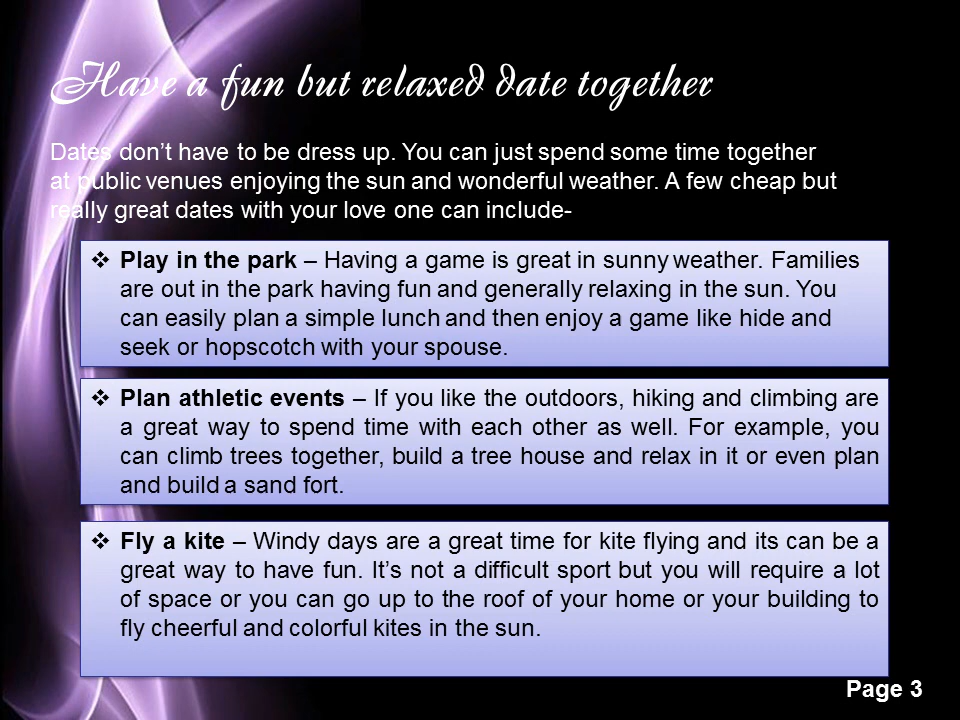 Have a fun but relaxed date together
Dates don’t have to be dress up. You can just spend some time together
at public venues enjoying the sun and wonderful weather. A few cheap but
really great dates with your love one can include-
❖ Play in the park – Having a game is great in sunny weather. Families
are out in the park having fun and generally relaxing in the sun. You
can easily plan a simple lunch and then enjoy a game like hide and
seek or hopscotch with your spouse.
❖ Plan athletic events – If you like the outdoors, hiking and climbing are
a great way to spend time with each other as well. For example, you
can climb trees together, build a tree house and relax in it or even plan
and build a sand fort.
❖ Fly a kite – Windy days are a great time for kite flying and its can be a
great way to have fun. It’s not a difficult sport but you will require a lot
of space or you can go up to the roof of your home or your building to
fly cheerful and colorful kites in the sun.
Page 3